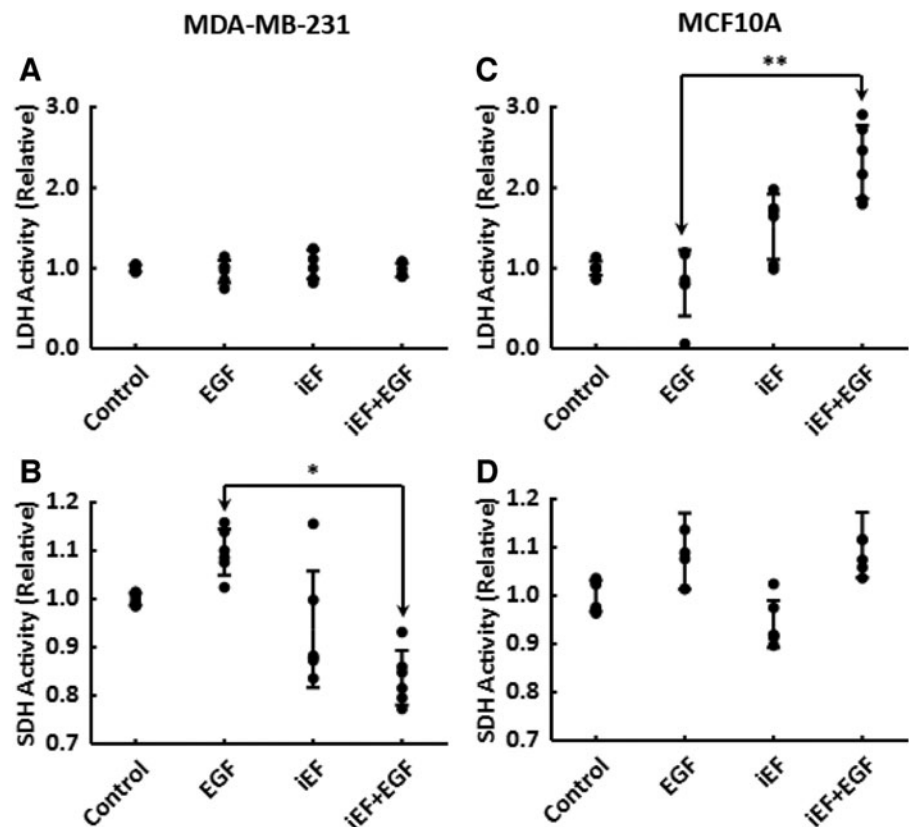 MDA-MB-231
MCF10A
A
LDH Activity (Relative)
3.0
2.0
1.0
0.0
Control
EGF
iEF
iEF+EGF
C
**
LDH Activity (Relative)
3.0
2.0
1.0
0.0
Control
EGF
iEF
iEF+EGF
B
*
SDH Activity (Relative)
1.2
1.1
1.0
0.9
0.8
0.7
Control
EGF
iEF
iEF+EGF
D
SDH Activity (Relative)
1.2
1.1
1.0
0.9
0.8
0.7
Control
EGF
iEF
iEF+EGF